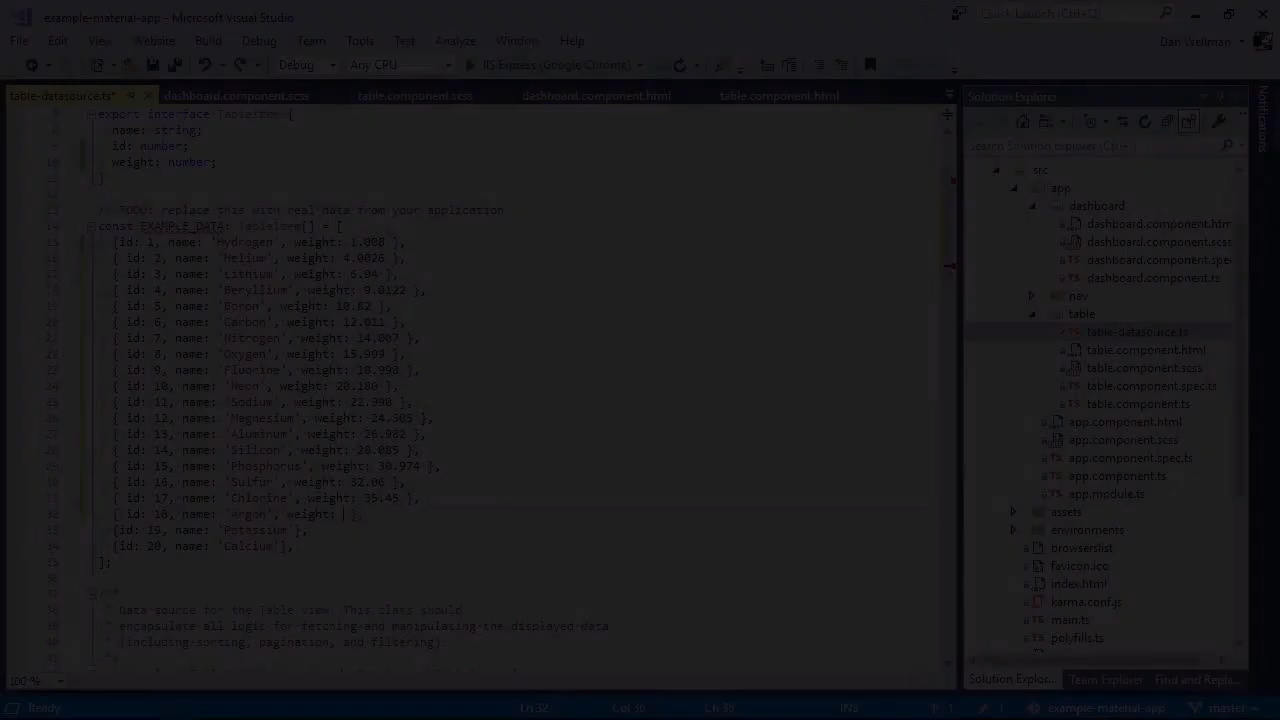 example-material-app - Microsoft Visual Studio
Quick Launch (Ctrl+Q)
File Edit View Website Build Debug Team Tools Test Analyze Window Help
Dan Wellman
Debug Any CPU IIS Express (Google Chrome)
table-datasource.ts* dashboard.component.scss table.component.scss dashboard.component.html table.component.html
export interface TableItem {
name: string;
id: number;
weight: number;
}
// TODO: replace this with real data from your application
const EXAMPLE_DATA: TableItem[] = [
{id: 1, name: 'Hydrogen', weight: 1.008 },
{ id: 2, name: 'Helium', weight: 4.0026 },
{ id: 3, name: 'Lithium', weight: 6.94 },
{ id: 4, name: 'Beryllium', weight: 9.0122 },
{ id: 5, name: 'Boron', weight: 10.82 },
{ id: 6, name: 'Carbon', weight: 12.011 },
{ id: 7, name: 'Nitrogen', weight: 14.007 },
{ id: 8, name: 'Oxygen', weight: 15.999 },
{ id: 9, name: 'Fluorine', weight: 18.998 },
{ id: 10, name: 'Neon', weight: 20.180 },
{ id: 11, name: 'Sodium', weight: 22.990 },
{ id: 12, name: 'Magnesium', weight: 24.305 },
{ id: 13, name: 'Aluminum', weight: 26.982 },
{ id: 14, name: 'Silicon', weight: 28.085 },
{ id: 15, name: 'Phosphorus', weight: 30.974 },
{ id: 16, name: 'Sulfur', weight: 32.06 },
{ id: 17, name: 'Chlorine', weight: 35.45 },
{ id: 18, name: 'Argon', weight: },
{id: 19, name: 'Potassium'},
{id: 20, name: 'Calcium'},
];
/**
* Data source for the Table view. This class should
* encapsulate all logic for fetching and manipulating the displayed data
* (including sorting, pagination, and filtering).
*/
100 %
Solution Explorer
Search Solution Explorer (Ctrl+;)
src
app
dashboard
dashboard.component.htm
dashboard.component.scss
dashboard.component.spe
dashboard.component.ts
nav
table
table-datasource.ts
table.component.html
table.component.scss
table.component.spec.ts
table.component.ts
app.component.html
app.component.scss
app.component.spec.ts
app.component.ts
app.module.ts
assets
environments
browserslist
favicon.ico
index.html
karma.conf.js
main.ts
polyfills.ts
Solution Explor... Team Explorer Find and Repla...
Notifications
Ready Ln 32 Col 36 Ch 36 INS 1 1 example-material-app master